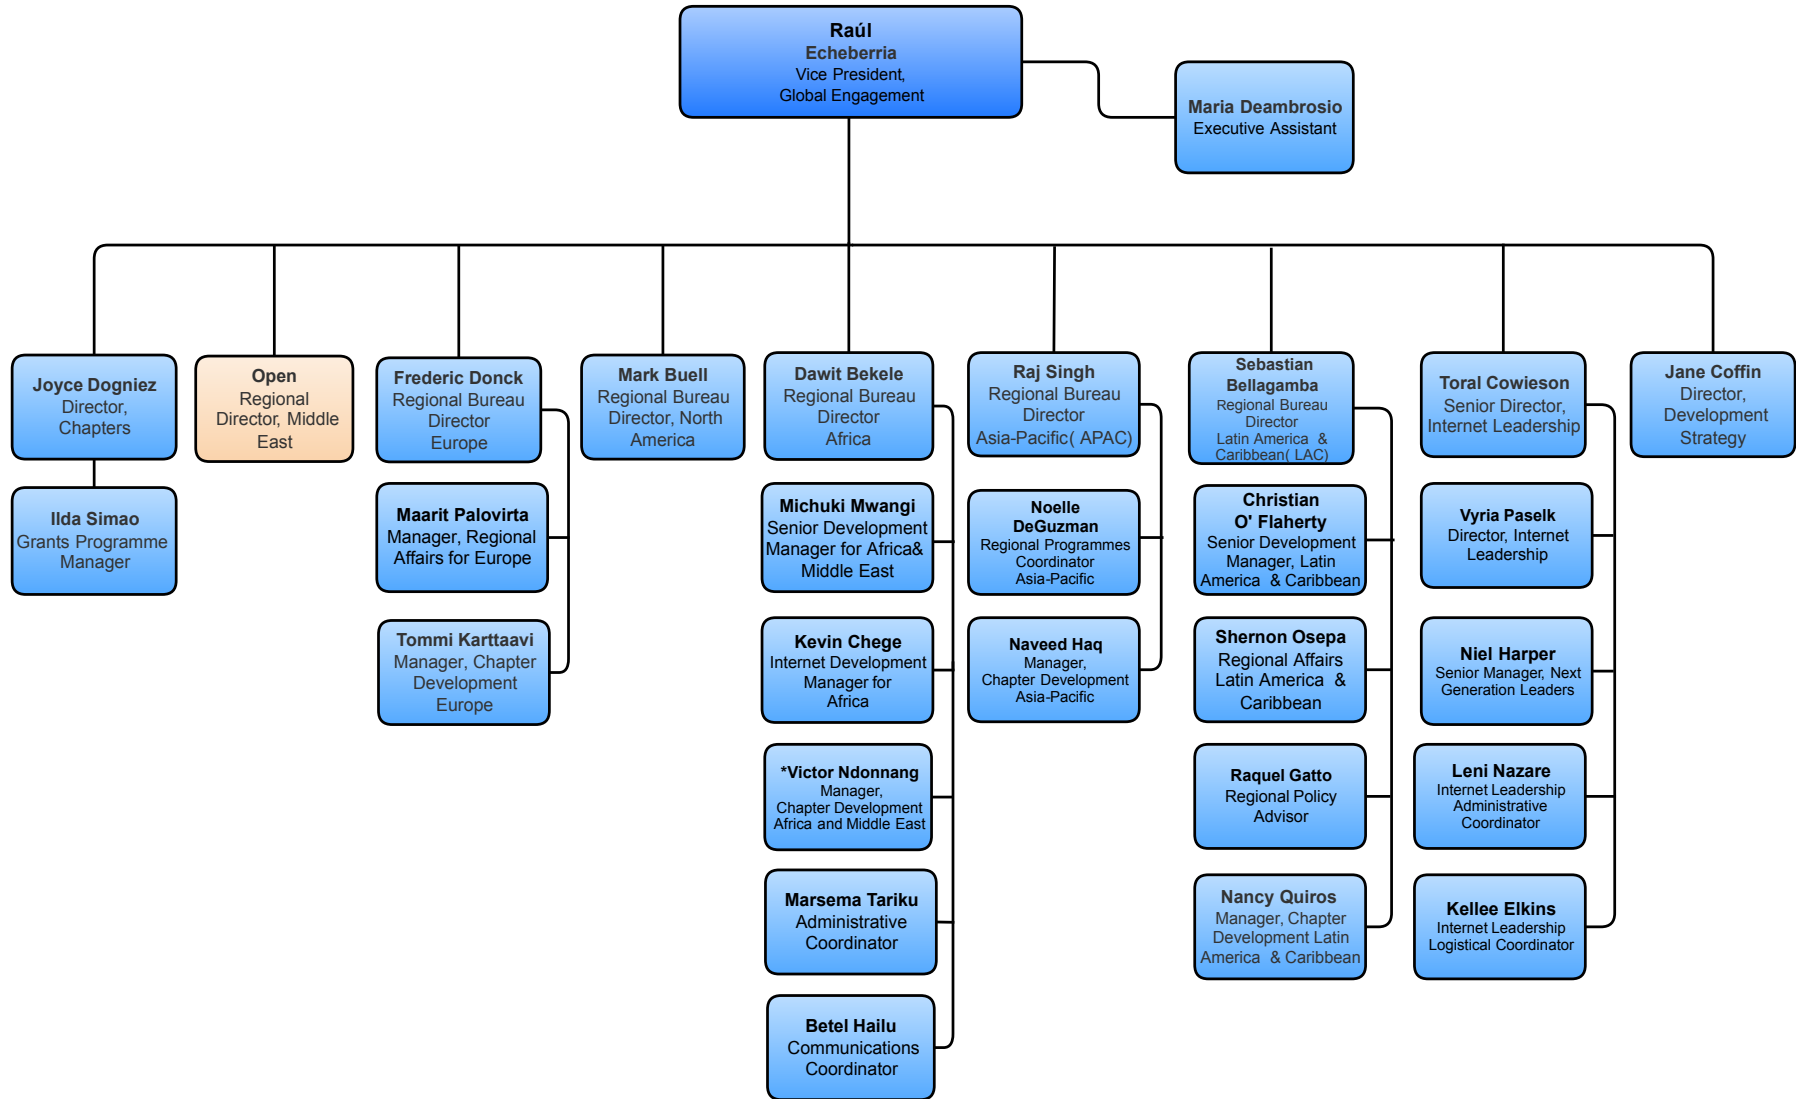 Raúl
Echeberria
Vice President,
Global Engagement
Maria Deambrosio
Executive Assistant
Joyce Dogniez
Director,
Chapters
Open
Regional
Director, Middle
East
Frederic Donck
Regional Bureau
Director
Europe
Mark Buell
Regional Bureau
Director, North
America
Dawit Bekele
Regional Bureau
Director
Africa
Raj Singh
Regional Bureau
Director
Asia-Pacific( APAC)
Sebastian
Bellagamba
Regional Bureau
Director
Latin America &
Caribbean( LAC)
Toral Cowieson
Senior Director,
Internet Leadership
Jane Coffin
Director,
Development
Strategy
Ilda Simao
Grants Programme
Manager
Maarit Palovirta
Manager, Regional
Affairs for Europe
Tommi Karttaavi
Manager, Chapter
Development
Europe
Michuki Mwangi
Senior Development
Manager for Africa&
Middle East
Kevin Chege
Internet Development
Manager for
Africa
*Victor Ndonnang
Manager,
Chapter Development
Africa and Middle East
Marsema Tariku
Administrative
Coordinator
Betel Hailu
Communications
Coordinator
Noelle
DeGuzman
Regional Programmes
Coordinator
Asia-Pacific
Naveed Haq
Manager,
Chapter Development
Asia-Pacific
Christian
O' Flaherty
Senior Development
Manager, Latin
America & Caribbean
Shernon Osepa
Regional Affairs
Latin America &
Caribbean
Raquel Gatto
Regional Policy
Advisor
Nancy Quiros
Manager, Chapter
Development Latin
America & Caribbean
Vyria Paselk
Director, Internet
Leadership
Niel Harper
Senior Manager, Next
Generation Leaders
Leni Nazare
Internet Leadership
Administrative
Coordinator
Kellee Elkins
Internet Leadership
Logistical Coordinator